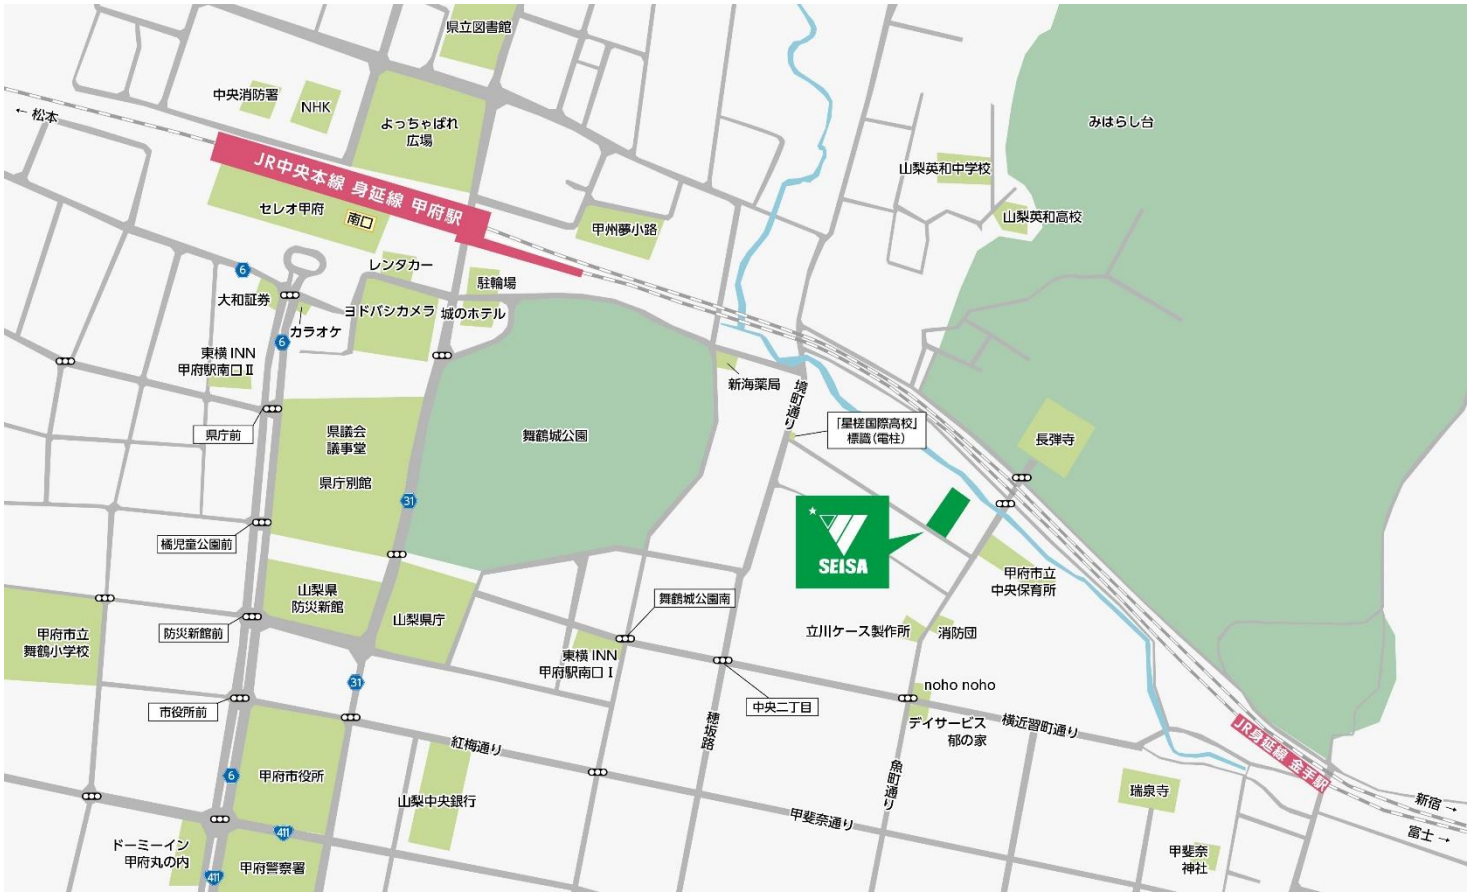 県立図書館
中央消防署
NHK
よっちゃばれ
広場
← 松本
JR中央本線 身延線 甲府駅
みはらし台
山梨英和中学校
山梨英和高校
セレオ甲府
南口
甲州夢小路
レンタカー
駐輪場
6
大和証券
カラオケ
ヨドバシカメラ
城のホテル
6
東横 INN
甲府駅南口 Ⅱ
新海薬局
境町通り
県庁前
県議会
議事堂
県庁別館
舞鶴城公園
「星槎国際高校」
標識(電柱)
長弾寺
31
SEISA
橘児童公園前
甲府市立
中央保育所
山梨県
防災新館
山梨県庁
舞鶴城公園南
防災新館前
甲府市立
舞鶴小学校
立川ケース製作所
消防団
東横 INN
甲府駅南口 Ⅰ
31
noho noho
市役所前
中央二丁目
デイサービス
郁の家
横近習町通り
穂坂路
紅梅通り
JR身延線 金手駅
6
甲府市役所
魚町通り
山梨中央銀行
瑞泉寺
新宿 →
富士 →
甲斐奈通り
411
ドーミーイン
甲府丸の内
甲府警察署
411
甲斐奈
神社